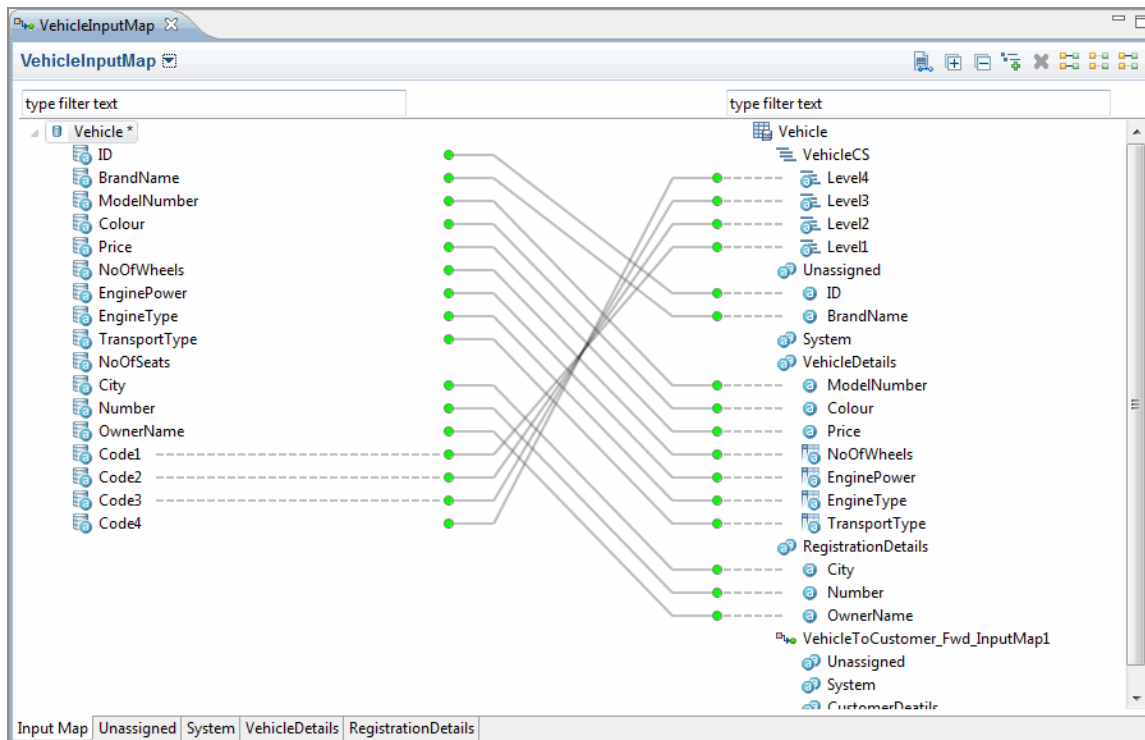 VehicleInputMap
VehicleInputMap
type filter text
Vehicle *
ID
BrandName
ModelNumber
Colour
Price
NoOfWheels
EnginePower
EngineType
TransportType
NoOfSeats
City
Number
OwnerName
Code1
Code2
Code3
Code4
type filter text
Vehicle
VehicleCS
Level4
Level3
Level2
Level1
Unassigned
ID
BrandName
System
VehicleDetails
ModelNumber
Colour
Price
NoOfWheels
EnginePower
EngineType
TransportType
RegistrationDetails
City
Number
OwnerName
VehicleToCustomer_Fwd_InputMap1
Unassigned
System
CustomerDeatils
Input Map Unassigned System VehicleDetails RegistrationDetails